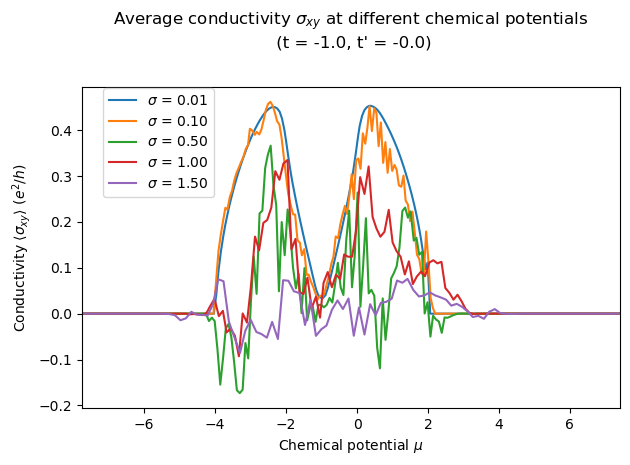 Average conductivity σxy at different chemical potentials
(t = -1.0, t' = -0.0)
Conductivity ⟨σxy⟩ (e²/h)
0.4
0.3
0.2
0.1
0.0
−0.1
−0.2
σ = 0.01
σ = 0.10
σ = 0.50
σ = 1.00
σ = 1.50
−6 −4 −2 0 2 4 6
Chemical potential μ